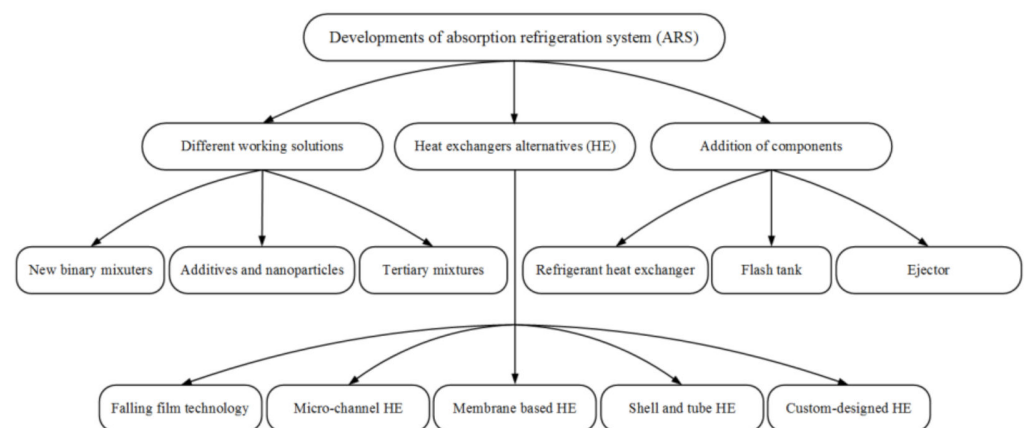 Developments of absorption refrigeration system (ARS)
Different working solutions
Heat exchangers alternatives (HE)
Addition of components
New binary mixuters
Additives and nanoparticles
Tertiary mixtures
Refrigerant heat exchanger
Flash tank
Ejector
Falling film technology
Micro-channel HE
Membrane based HE
Shell and tube HE
Custom-designed HE